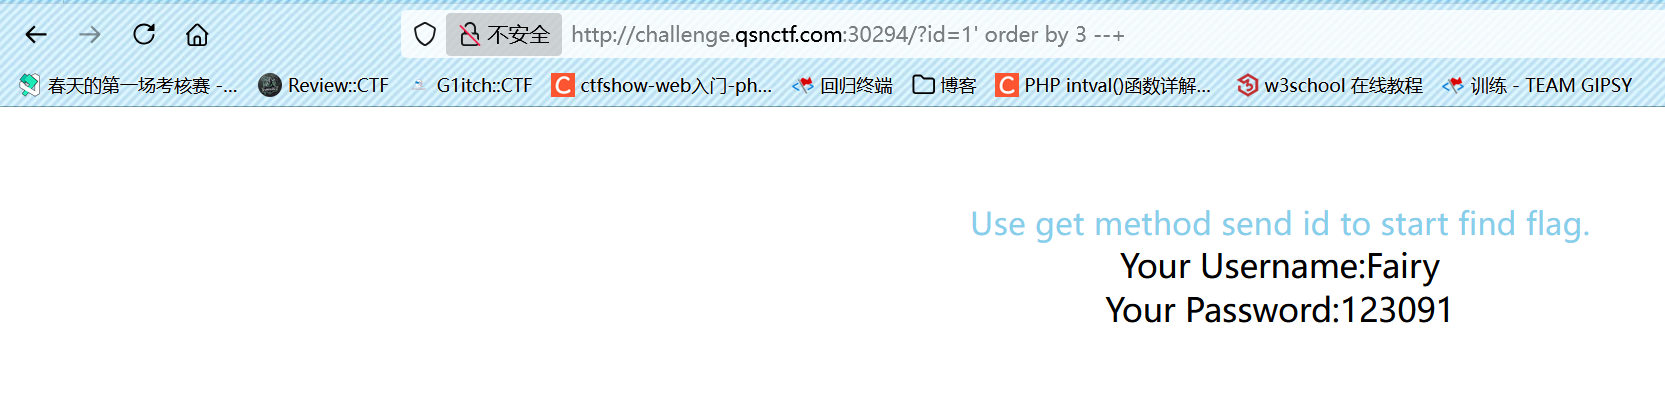 不安全 http://challenge.qsnctf.com:30294/?id=1' order by 3 --+
春天的第一场考核赛 -... Review::CTF G1itch::CTF ctfshow-web入门-ph... 回归终端 博客 PHP intval()函数详解... w3school 在线教程 训练 - TEAM GIPSY
Use get method send id to start find flag.
Your Username:Fairy
Your Password:123091